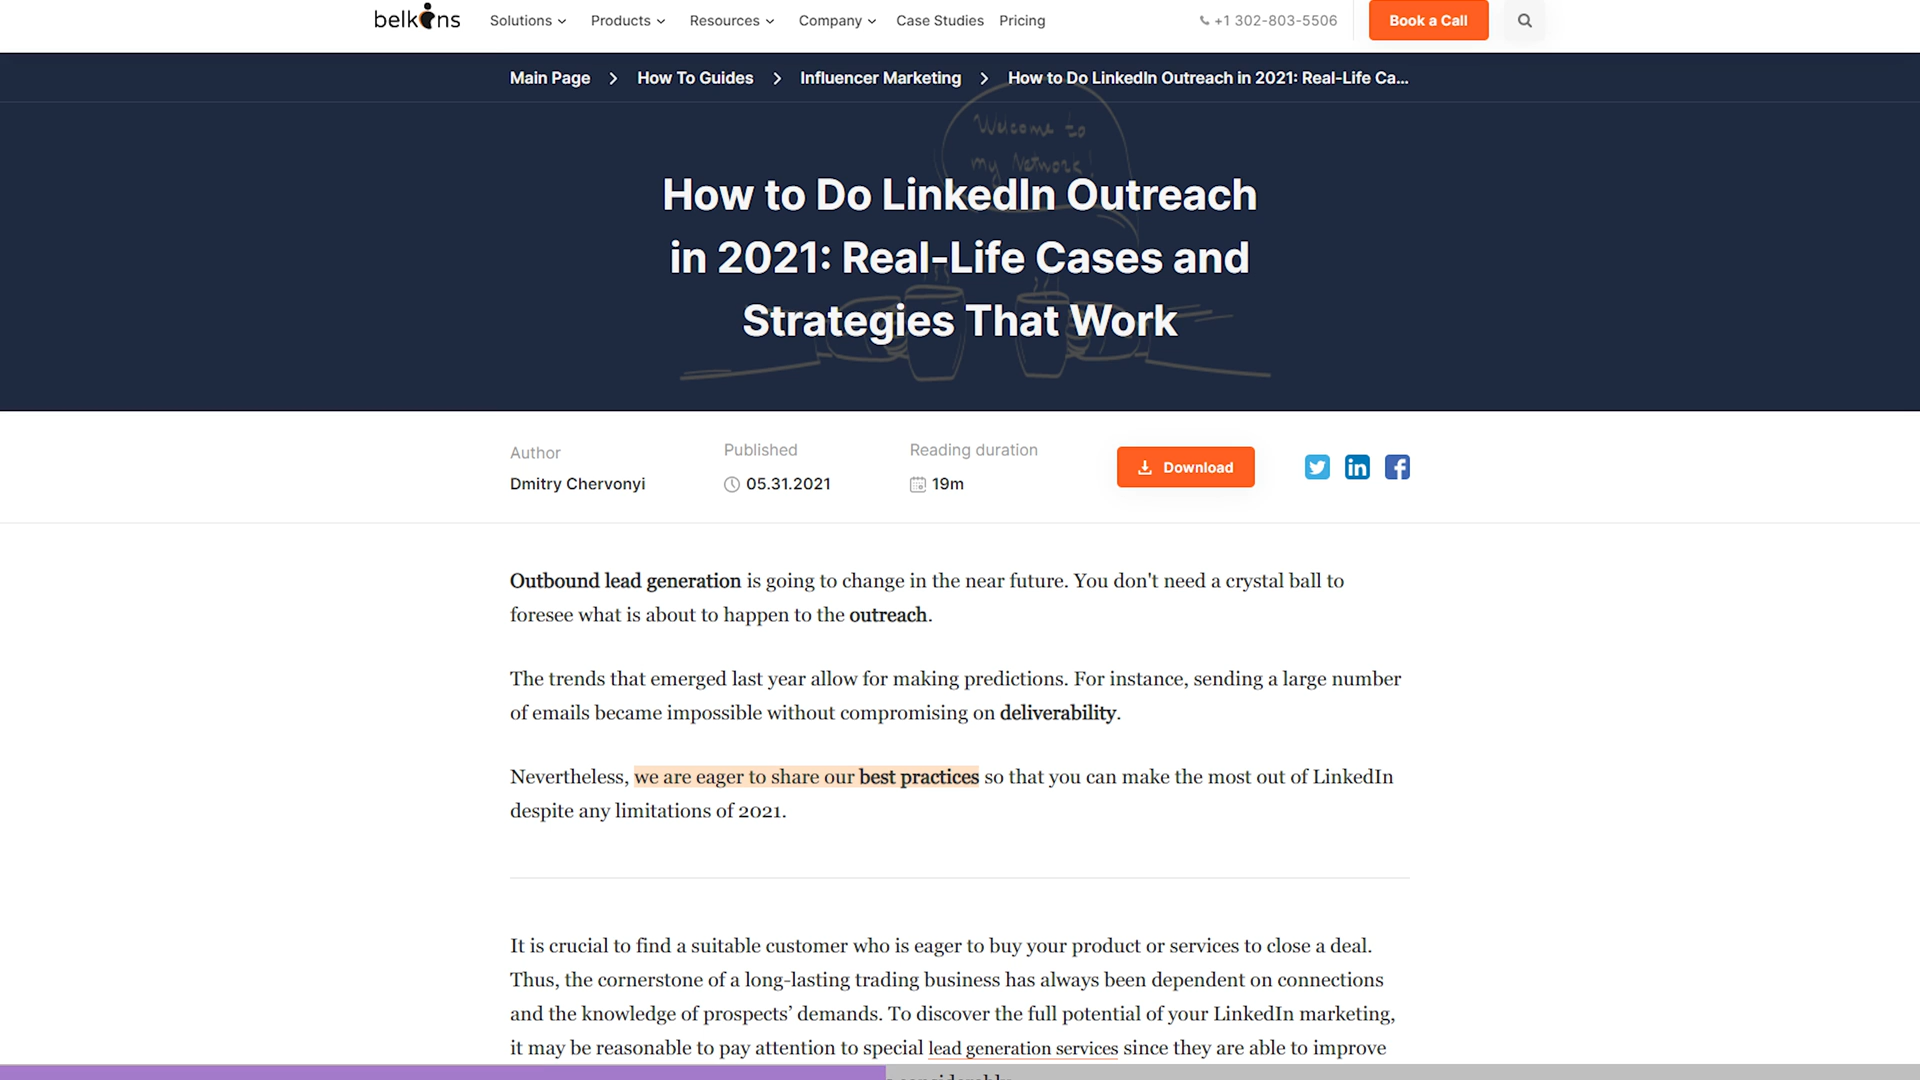 belkins Solutions Products Resources Company Case Studies Pricing +1 302-803-5506 Book a Call
Main Page > How To Guides > Influencer Marketing > How to Do LinkedIn Outreach in 2021: Real-Life Ca...
Welcome to
my Network!
How to Do LinkedIn Outreach
in 2021: Real-Life Cases and
Strategies That Work
Author Published Reading duration
Dmitry Chervonyi 05.31.2021 19m Download
Outbound lead generation is going to change in the near future. You don't need a crystal ball to
foresee what is about to happen to the outreach.
The trends that emerged last year allow for making predictions. For instance, sending a large number
of emails became impossible without compromising on deliverability.
Nevertheless, we are eager to share our best practices so that you can make the most out of LinkedIn
despite any limitations of 2021.
It is crucial to find a suitable customer who is eager to buy your product or services to close a deal.
Thus, the cornerstone of a long-lasting trading business has always been dependent on connections
and the knowledge of prospects’ demands. To discover the full potential of your LinkedIn marketing,
it may be reasonable to pay attention to special lead generation services since they are able to improve